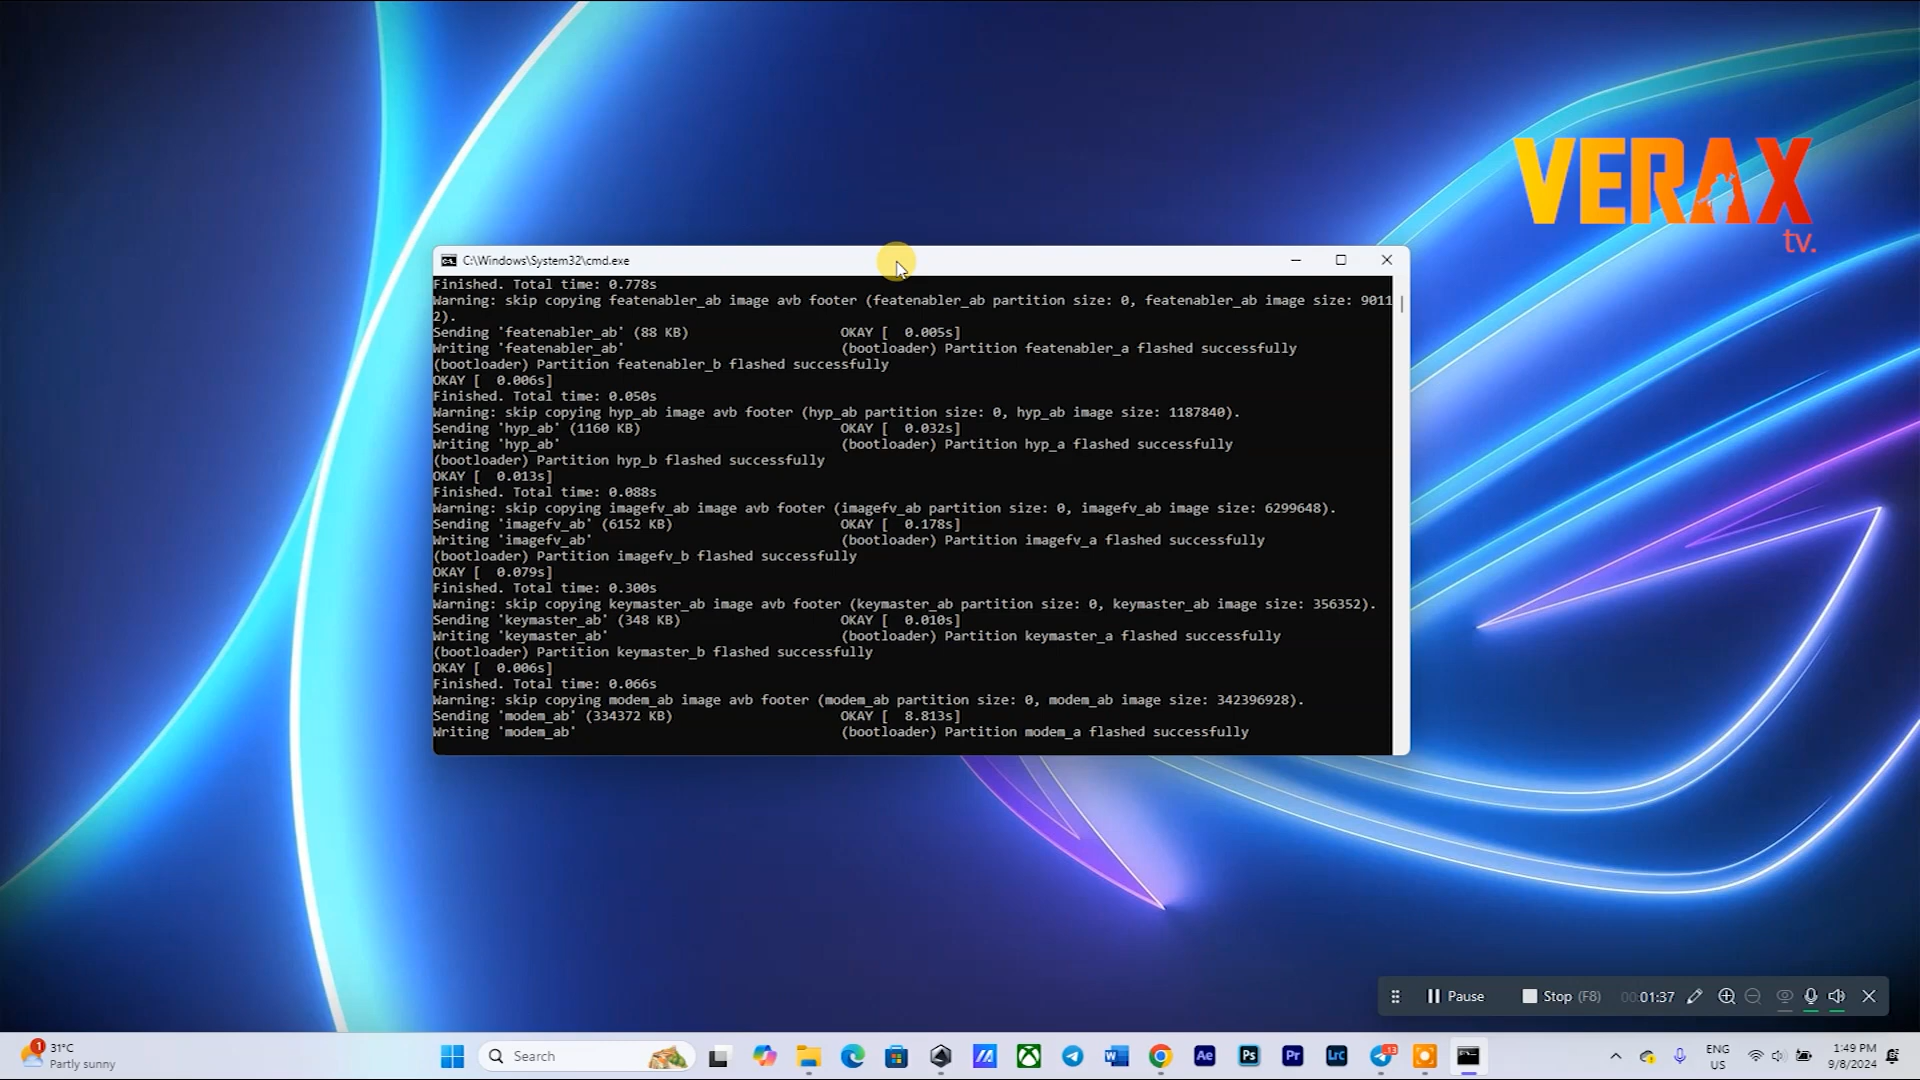 VERAX
tv.
C:\Windows\System32\cmd.exe
Finished. Total time: 0.778s
Warning: skip copying featenabler_ab image avb footer (featenabler_ab partition size: 0, featenabler_ab image size: 9011
2).
Sending 'featenabler_ab' (88 KB) OKAY [ 0.005s]
Writing 'featenabler_ab' (bootloader) Partition featenabler_a flashed successfully
(bootloader) Partition featenabler_b flashed successfully
OKAY [ 0.006s]
Finished. Total time: 0.050s
Warning: skip copying hyp_ab image avb footer (hyp_ab partition size: 0, hyp_ab image size: 1187840).
Sending 'hyp_ab' (1160 KB) OKAY [ 0.032s]
Writing 'hyp_ab' (bootloader) Partition hyp_a flashed successfully
(bootloader) Partition hyp_b flashed successfully
OKAY [ 0.013s]
Finished. Total time: 0.088s
Warning: skip copying imagefv_ab image avb footer (imagefv_ab partition size: 0, imagefv_ab image size: 6299648).
Sending 'imagefv_ab' (6152 KB) OKAY [ 0.178s]
Writing 'imagefv_ab' (bootloader) Partition imagefv_a flashed successfully
(bootloader) Partition imagefv_b flashed successfully
OKAY [ 0.079s]
Finished. Total time: 0.300s
Warning: skip copying keymaster_ab image avb footer (keymaster_ab partition size: 0, keymaster_ab image size: 356352).
Sending 'keymaster_ab' (348 KB) OKAY [ 0.010s]
Writing 'keymaster_ab' (bootloader) Partition keymaster_a flashed successfully
(bootloader) Partition keymaster_b flashed successfully
OKAY [ 0.006s]
Finished. Total time: 0.066s
Warning: skip copying modem_ab image avb footer (modem_ab partition size: 0, modem_ab image size: 342396928).
Sending 'modem_ab' (334372 KB) OKAY [ 8.813s]
Writing 'modem_ab' (bootloader) Partition modem_a flashed successfully
Pause Stop (F8) 00:01:37
1 31°C
Partly sunny
Search
Ae Ps Pr LrC 13
ENG
US
1:49 PM
9/8/2024